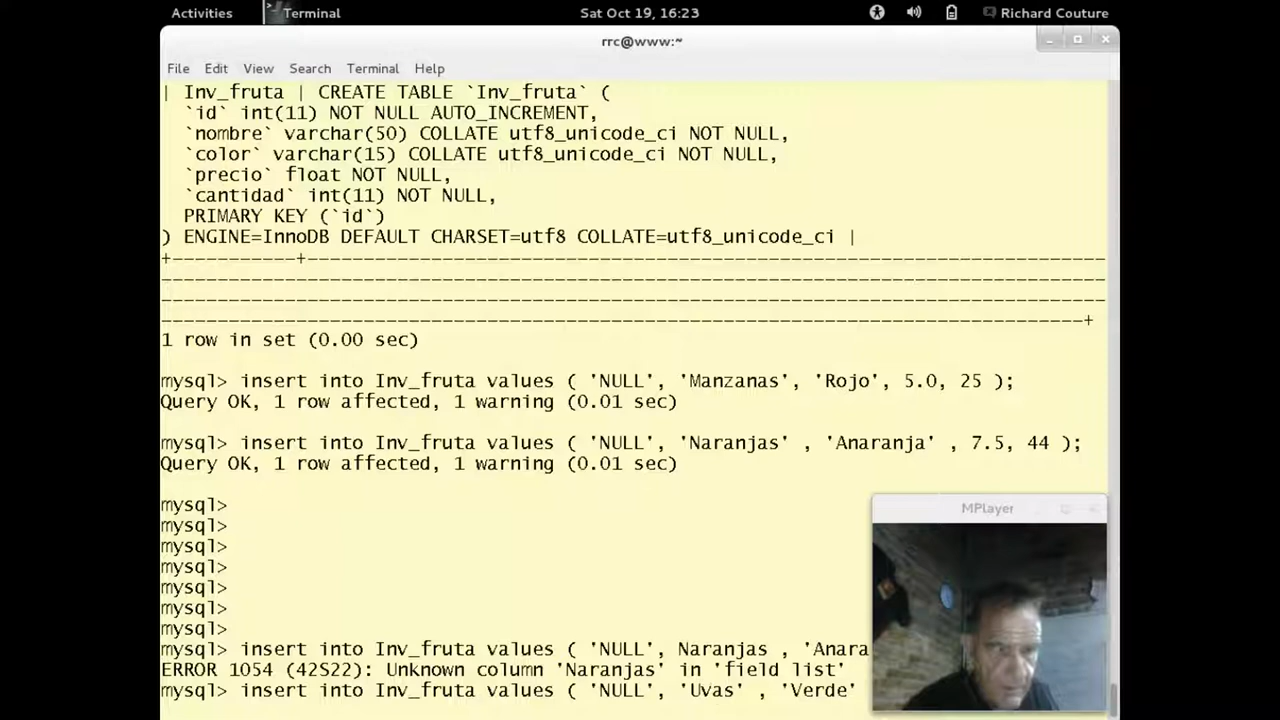 Activities Terminal Sat Oct 19, 16:23 Richard Couture
rrc@www:~
File Edit View Search Terminal Help
| Inv_fruta | CREATE TABLE `Inv_fruta` (
`id` int(11) NOT NULL AUTO_INCREMENT,
`nombre` varchar(50) COLLATE utf8_unicode_ci NOT NULL,
`color` varchar(15) COLLATE utf8_unicode_ci NOT NULL,
`precio` float NOT NULL,
`cantidad` int(11) NOT NULL,
PRIMARY KEY (`id`)
) ENGINE=InnoDB DEFAULT CHARSET=utf8 COLLATE=utf8_unicode_ci |
1 row in set (0.00 sec)
mysql> insert into Inv_fruta values ( 'NULL', 'Manzanas', 'Rojo', 5.0, 25 );
Query OK, 1 row affected, 1 warning (0.01 sec)
mysql> insert into Inv_fruta values ( 'NULL', 'Naranjas' , 'Anaranja' , 7.5, 44 );
Query OK, 1 row affected, 1 warning (0.01 sec)
mysql>
mysql>
mysql>
mysql>
mysql>
mysql>
mysql>
mysql> insert into Inv_fruta values ( 'NULL', Naranjas , 'Anara
ERROR 1054 (42S22): Unknown column 'Naranjas' in 'field list'
mysql> insert into Inv_fruta values ( 'NULL', 'Uvas' , 'Verde'
MPlayer